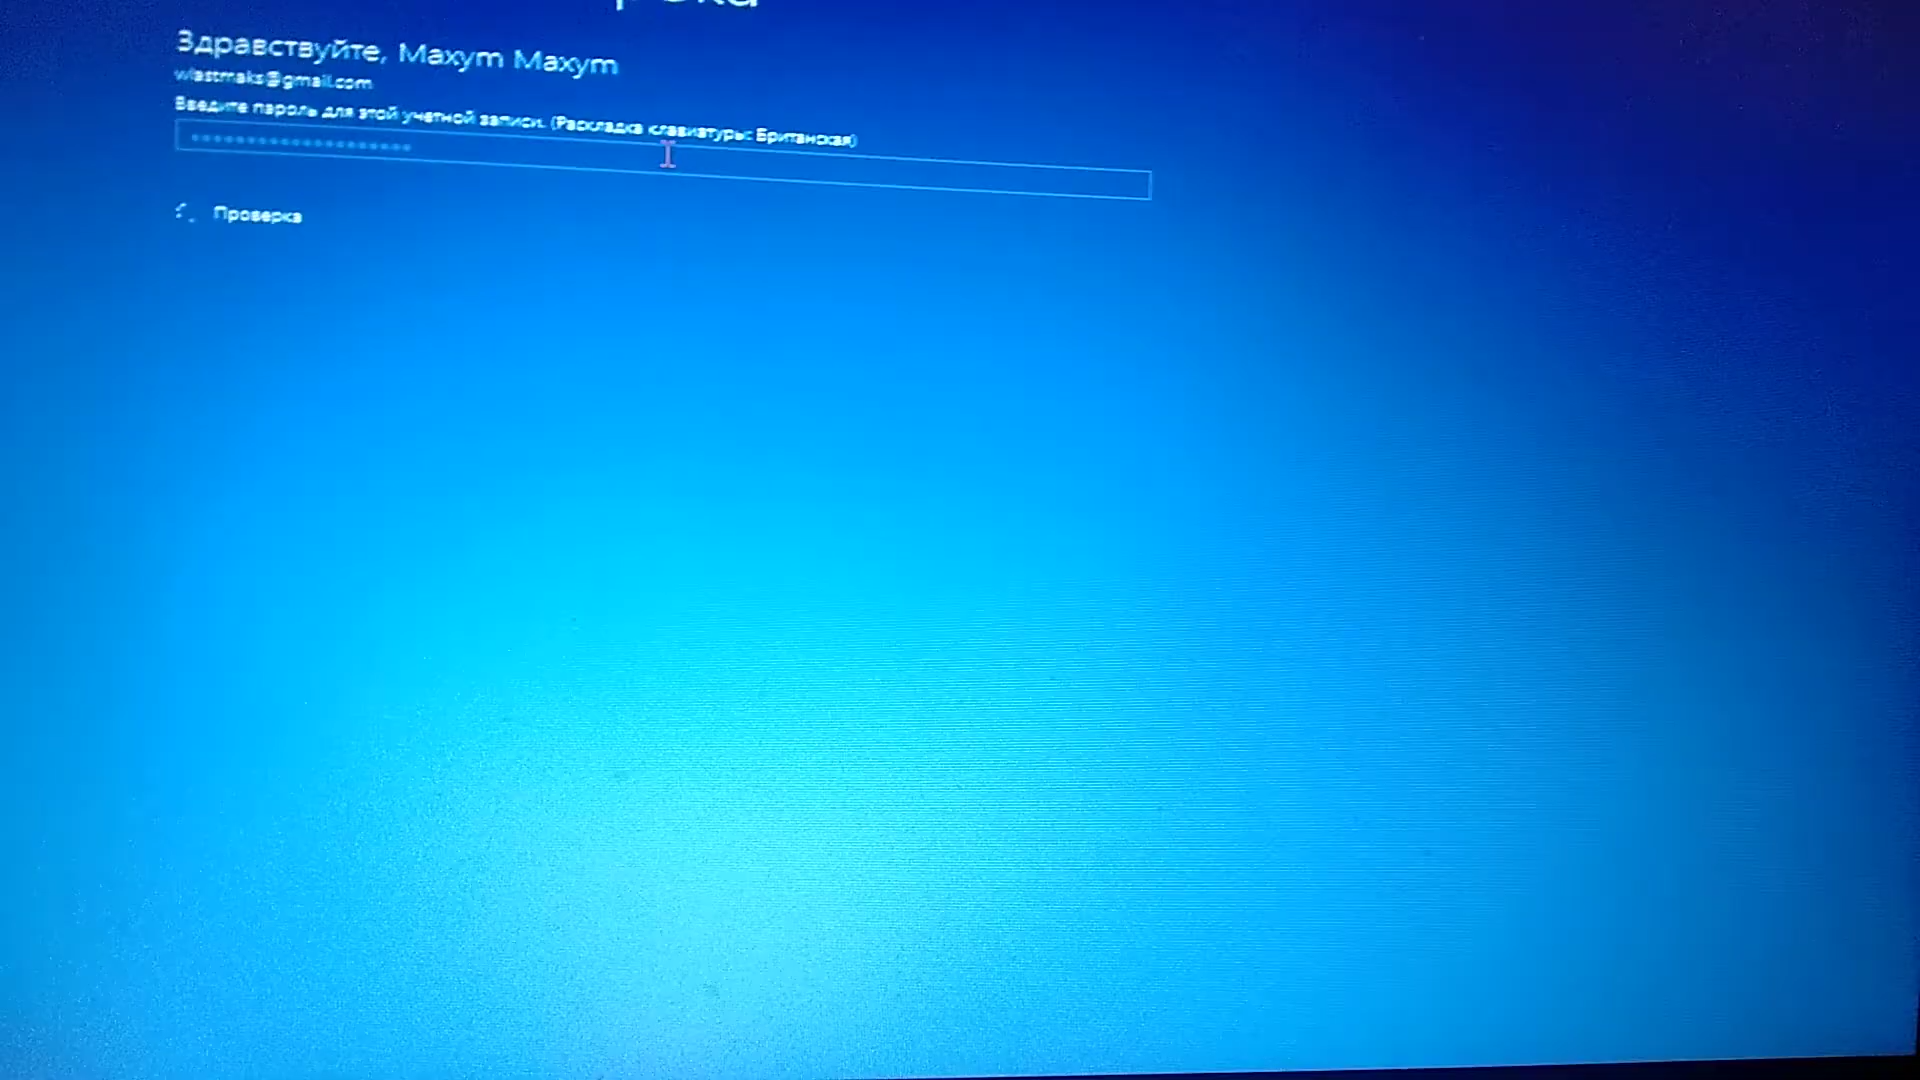 Здравствуйте, Maxym Maxym
wlastmaks@gmail.com
Введите пароль для этой учетной записи. (Раскладка клавиатуры: Британская)
Проверка